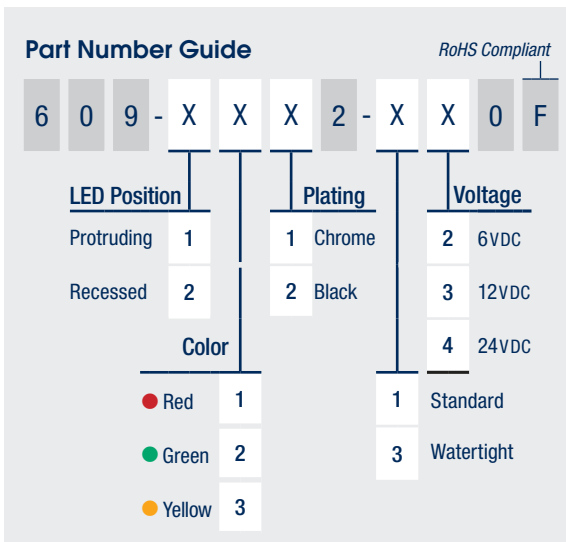 Part Number Guide
RoHS Compliant
6 0 9 - X X X 2 - X X 0 F
LED Position
Protruding 1
Recessed 2
Plating
1 Chrome
2 Black
Voltage
2 6VDC
3 12VDC
4 24VDC
Color
Red 1
Green 2
Yellow 3
1 Standard
3 Watertight